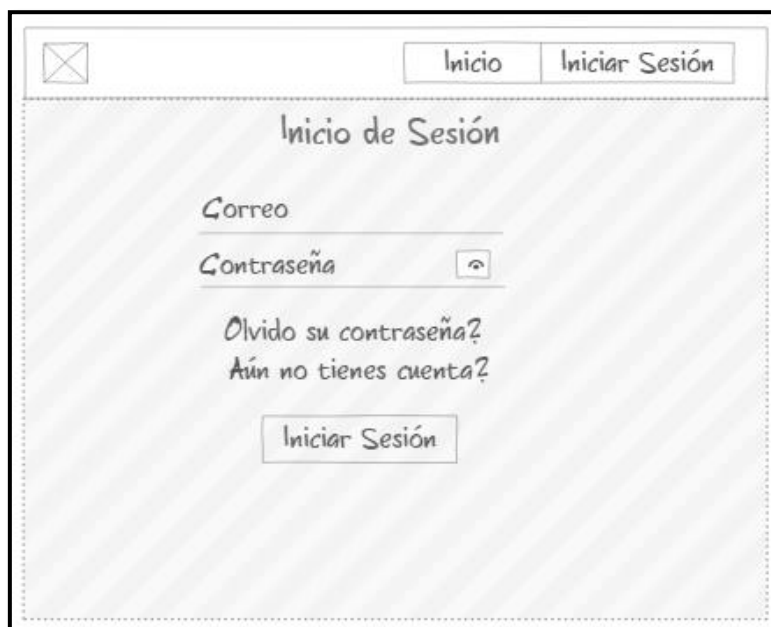 Inicio Iniciar Sesión
Inicio de Sesión
Correo
Contraseña
Olvido su contraseña?
Aún no tienes cuenta?
Iniciar Sesión